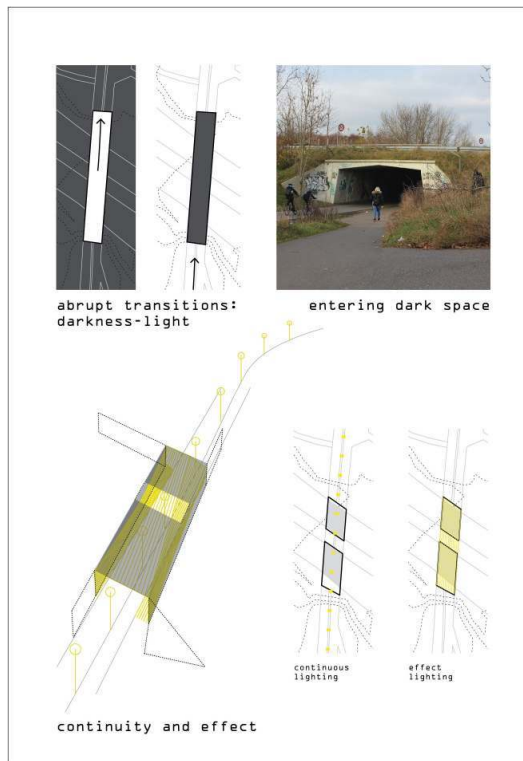 abrupt transitions:
darkness-light
entering dark space
continuous
lighting
effect
lighting
continuity and effect